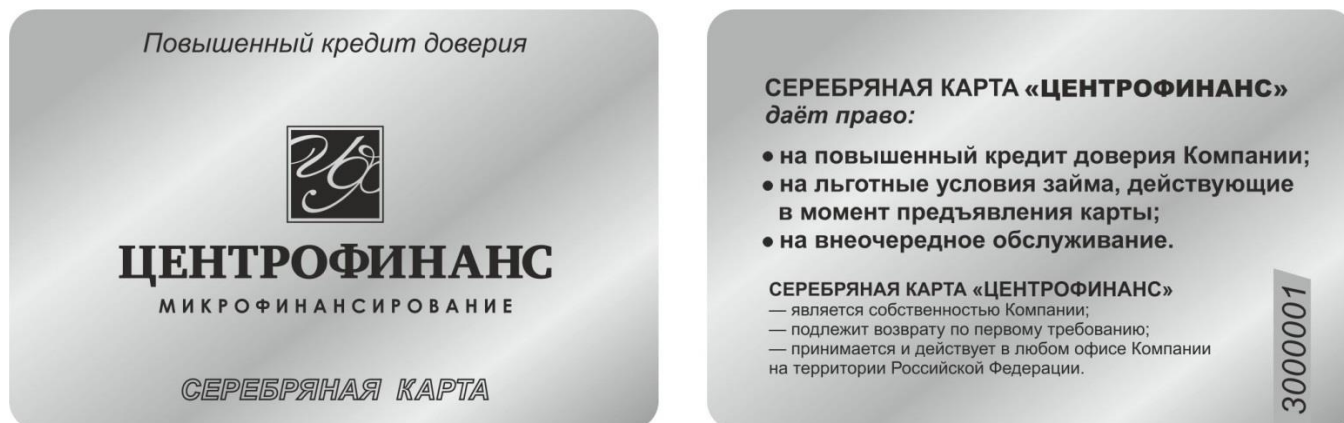 Повышенный кредит доверия
ЦФ
ЦЕНТРОФИНАНС
МИКРОФИНАНСИРОВАНИЕ
СЕРЕБРЯНАЯ КАРТА
СЕРЕБРЯНАЯ КАРТА «ЦЕНТРОФИНАНС»
даёт право:
● на повышенный кредит доверия Компании;
● на льготные условия займа, действующие
в момент предъявления карты;
● на внеочередное обслуживание.
СЕРЕБРЯНАЯ КАРТА «ЦЕНТРОФИНАНС»
— является собственностью Компании;
— подлежит возврату по первому требованию;
— принимается и действует в любом офисе Компании
на территории Российской Федерации.
3000001